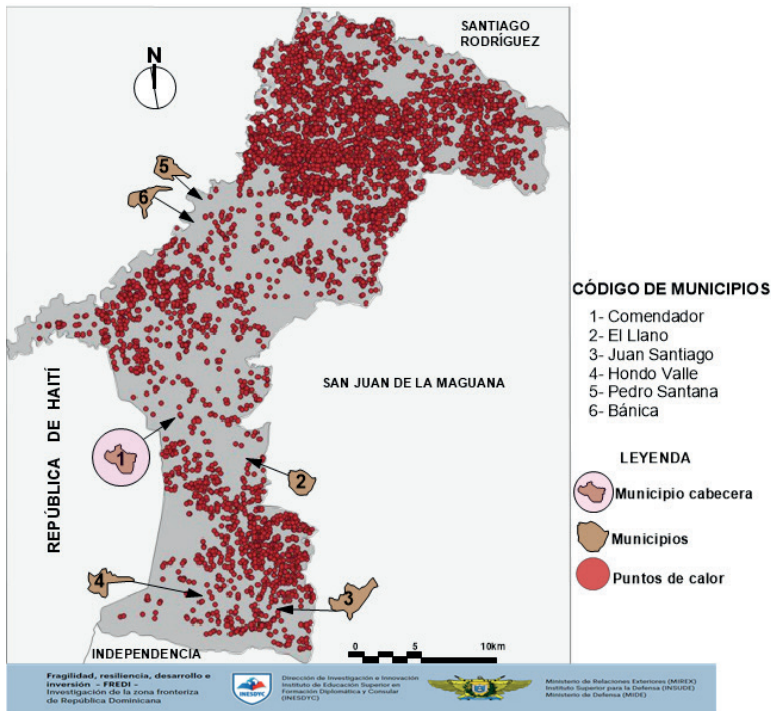 SANTIAGO
RODRÍGUEZ
N
5
6
CÓDIGO DE MUNICIPIOS
1- Comendador
2- El Llano
3- Juan Santiago
4- Hondo Valle
5- Pedro Santana
6- Bánica
SAN JUAN DE LA MAGUANA
REPÚBLICA DE HAITÍ
1
2
LEYENDA
Municipio cabecera
Municipios
Puntos de calor
4
3
0 5 10km
INDEPENDENCIA
Fragilidad, resiliencia, desarrollo e
inversión - FREDI -
Investigación de la zona fronteriza
de República Dominicana
INESDYC
Dirección de Investigación e Innovación
Instituto de Educación Superior en
Formación Diplomática y Consular
(INESDYC)
Ministerio de Relaciones Exteriores (MIREX)
Instituto Superior para la Defensa (INSUDE)
Ministerio de Defensa (MIDE)